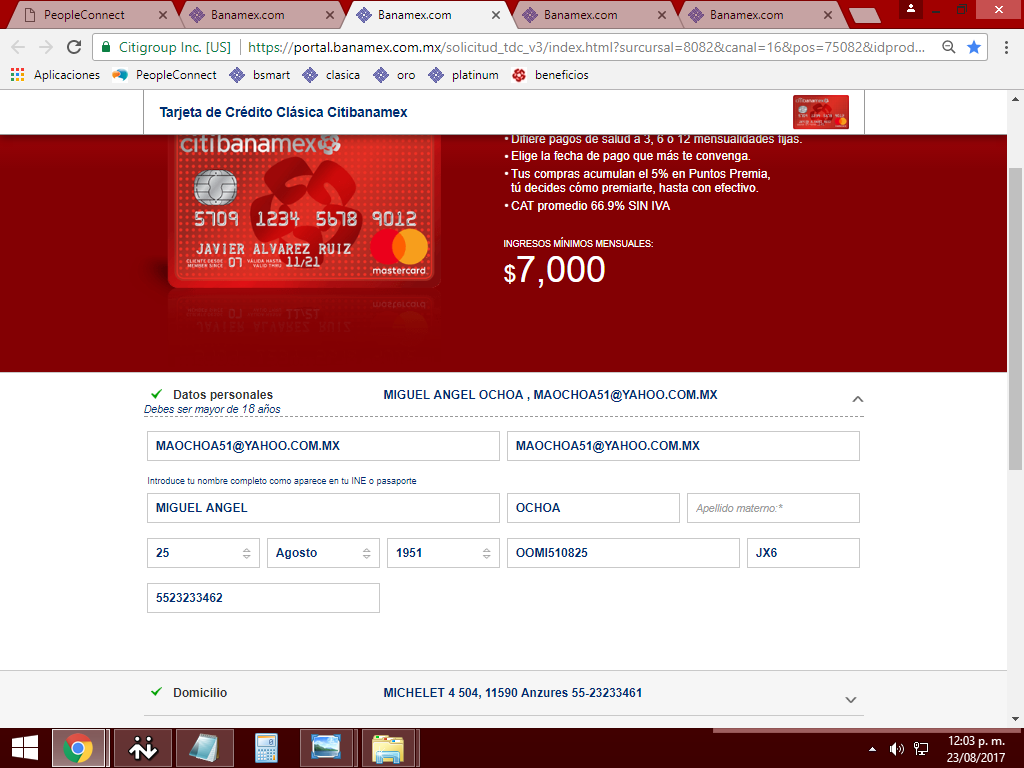 PeopleConnect Banamex.com Banamex.com Banamex.com Banamex.com
Citigroup Inc. [US] https://portal.banamex.com.mx/solicitud_tdc_v3/index.html?surcursal=8082&canal=16&pos=75082&idprod...
Aplicaciones PeopleConnect bsmart clasica oro platinum beneficios
Tarjeta de Crédito Clásica Citibanamex
citibanamex
5709 1234 5678 9012
JAVIER ALVAREZ RUIZ
CLIENTE DESDE MEMBER SINCE 07 VÁLIDA HASTA VALID THRU 11/21
mastercard
• Difiere pagos de salud a 3, 6 o 12 mensualidades fijas.
• Elige la fecha de pago que más te convenga.
• Tus compras acumulan el 5% en Puntos Premia,
tú decides cómo premiarte, hasta con efectivo.
• CAT promedio 66.9% SIN IVA
INGRESOS MÍNIMOS MENSUALES:
$7,000
Datos personales MIGUEL ANGEL OCHOA , MAOCHOA51@YAHOO.COM.MX
Debes ser mayor de 18 años
MAOCHOA51@YAHOO.COM.MX MAOCHOA51@YAHOO.COM.MX
Introduce tu nombre completo como aparece en tu INE o pasaporte
MIGUEL ANGEL OCHOA Apellido materno:*
25 Agosto 1951 OOMI510825 JX6
5523233462
Domicilio MICHELET 4 504, 11590 Anzures 55-23233461
12:03 p. m.
23/08/2017